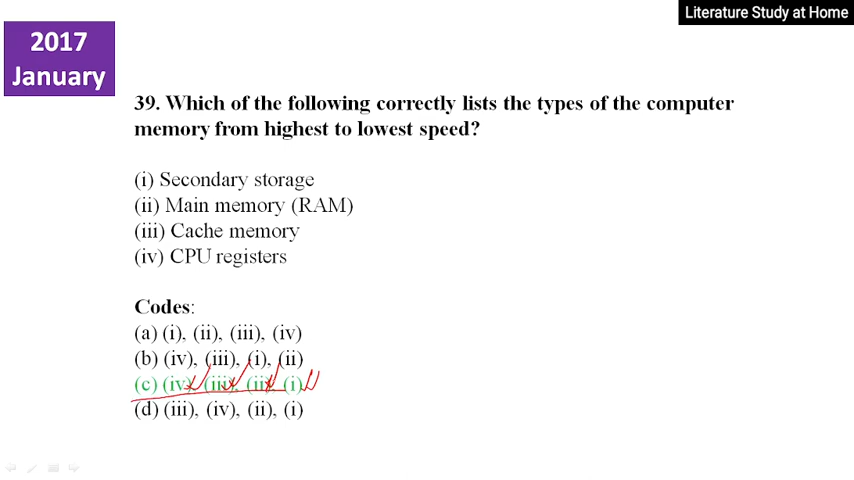 Literature Study at Home
2017
January
39. Which of the following correctly lists the types of the computer
memory from highest to lowest speed?
(i) Secondary storage
(ii) Main memory (RAM)
(iii) Cache memory
(iv) CPU registers
Codes:
(a) (i), (ii), (iii), (iv)
(b) (iv), (iii), (i), (ii)
(c) (iv), (iii), (ii), (i)
(d) (iii), (iv), (ii), (i)